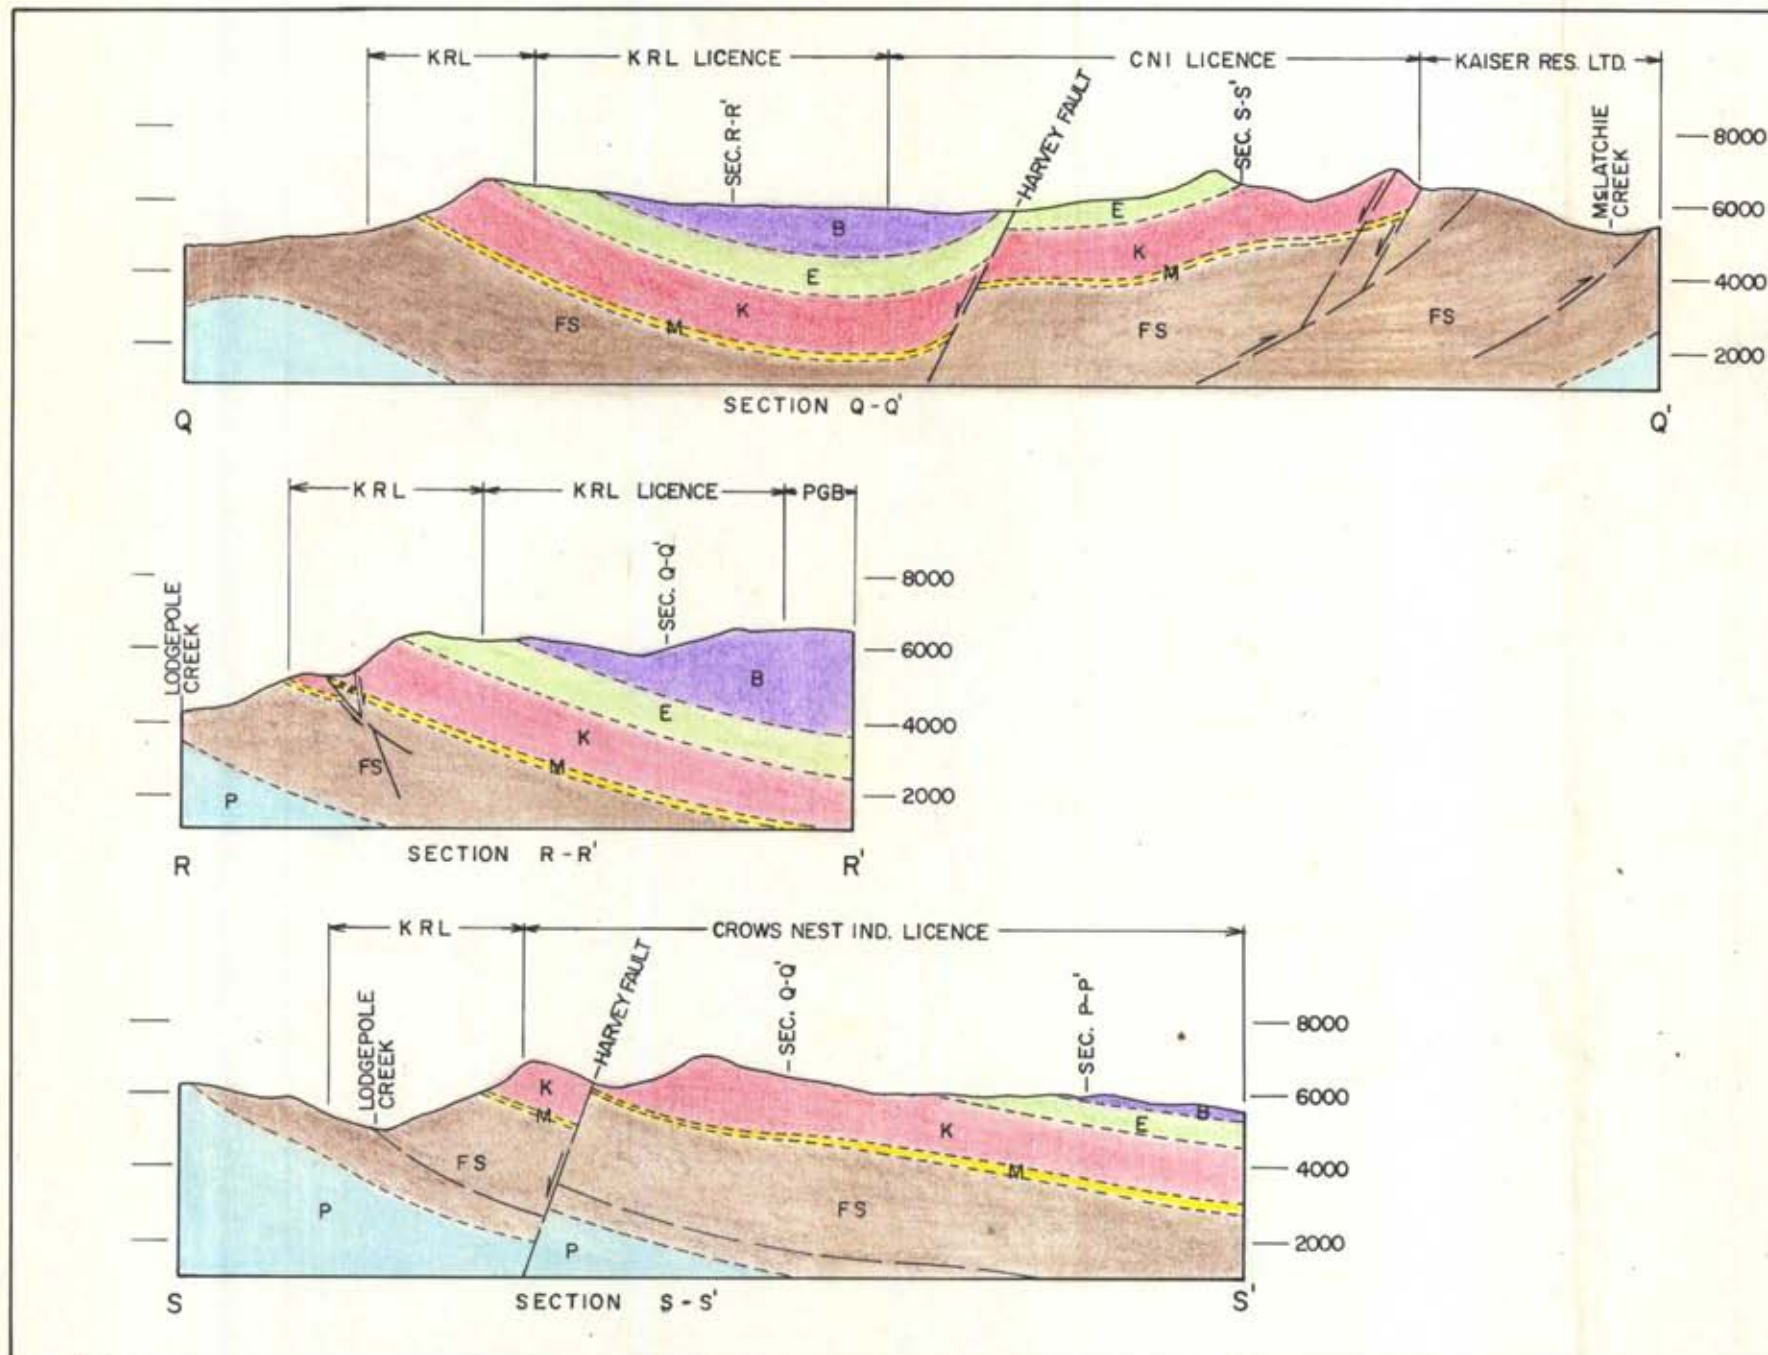 KRL
KRL LICENCE
CNI LICENCE
KAISER RES. LTD.
SEC. R-R'
HARVEY FAULT
SEC. S-S'
McLATCHIE CREEK
8000
6000
4000
2000
B
E
K
M
FS
E
K
M
FS
FS
SECTION Q-Q'
Q
Q'
KRL
KRL LICENCE
PGB
LODGEPOLE CREEK
SEC. Q-Q'
8000
6000
4000
2000
B
E
K
M
FS
P
SECTION R-R'
R
R'
KRL
CROWS NEST IND. LICENCE
LODGEPOLE CREEK
HARVEY FAULT
SEC. Q-Q'
SEC. P-P'
8000
6000
4000
2000
K
M
FS
P
B
E
K
M
FS
P
SECTION S-S'
S
S'